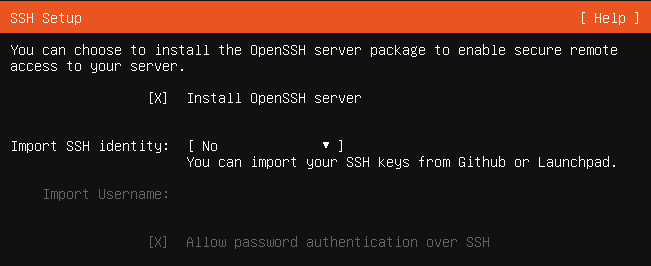 SSH Setup [ Help ]
You can choose to install the OpenSSH server package to enable secure remote
access to your server.
[X] Install OpenSSH server
Import SSH identity: [ No ▾ ]
You can import your SSH keys from Github or Launchpad.
Import Username:
[X] Allow password authentication over SSH